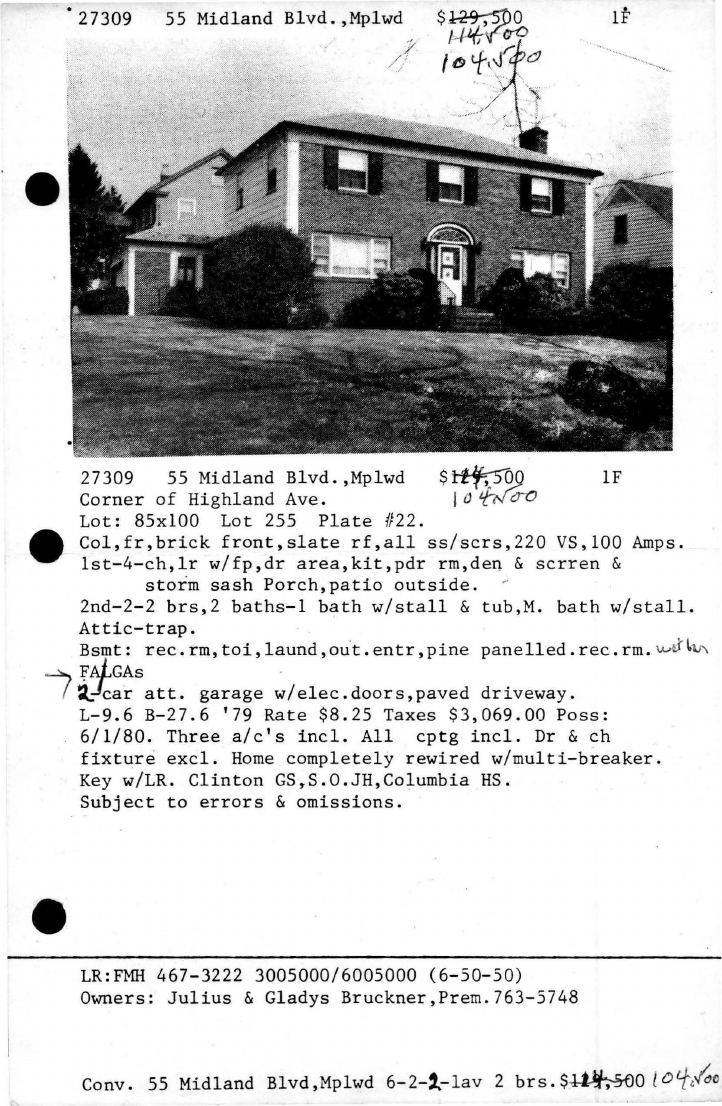 27309 55 Midland Blvd.,Mplwd $129,500 1F
114,500
104,500
27309 55 Midland Blvd.,Mplwd $124,500 1F
Corner of Highland Ave. 104,500
Lot: 85x100 Lot 255 Plate #22.
Col,fr,brick front,slate rf,all ss/scrs,220 VS,100 Amps.
1st-4-ch,lr w/fp,dr area,kit,pdr rm,den & scrren &
storm sash Porch,patio outside.
2nd-2-2 brs,2 baths-1 bath w/stall & tub,M. bath w/stall.
Attic-trap.
Bsmt: rec.rm,toi,laund,out.entr,pine panelled.rec.rm. wet bar
FALGAs
2-car att. garage w/elec.doors,paved driveway.
L-9.6 B-27.6 '79 Rate $8.25 Taxes $3,069.00 Poss:
6/1/80. Three a/c's incl. All cptg incl. Dr & ch
fixture excl. Home completely rewired w/multi-breaker.
Key w/LR. Clinton GS,S.O.JH,Columbia HS.
Subject to errors & omissions.
LR:FMH 467-3222 3005000/6005000 (6-50-50)
Owners: Julius & Gladys Bruckner,Prem.763-5748
Conv. 55 Midland Blvd,Mplwd 6-2-2-lav 2 brs.$114,500 104,500